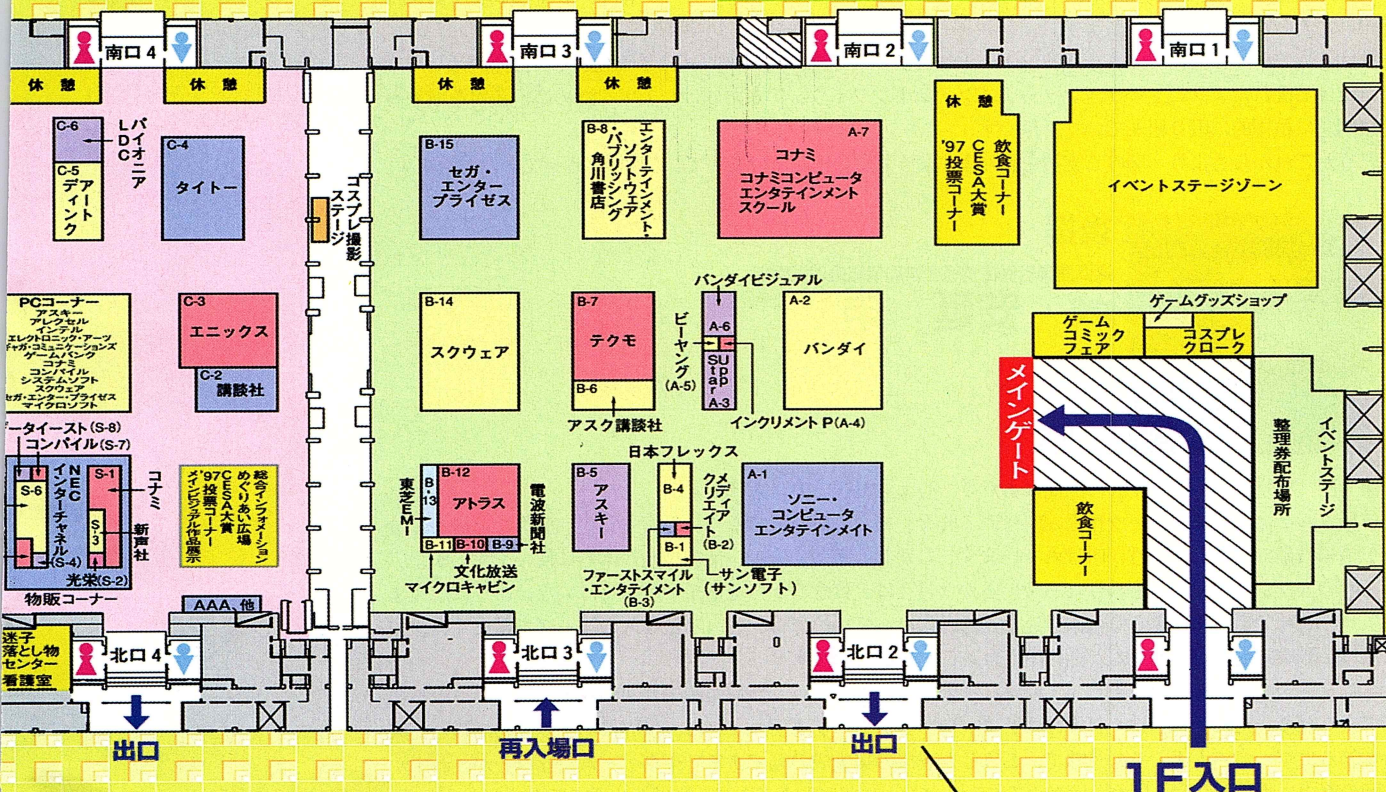 南口4
南口3
南口2
南口1
休憩
休憩
休憩
休憩
休憩
飲食コーナー
CESA大賞
'97投票コーナー
イベントステージゾーン
C-6
パイオニア
LDC
C-5
アート
ディンク
C-4
タイトー
コスプレ撮影
ステージ
B-15
セガ・
エンター
プライゼス
B-8
エンターテインメント・
ソフトウェア・
パブリッシング
角川書店
A-7
コナミ
コナミコンピュータ
エンタテインメント
スクール
PCコーナー
アスキー
アレクセル
インテル
エレクトロニック・アーツ
ギャガ・コミュニケーションズ
ゲームバンク
コナミ
コンパイル
システムソフト
スクウェア
セガ・エンタープライゼス
マイクロソフト
C-3
エニックス
C-2
講談社
B-14
スクウェア
B-7
テクモ
B-6
アスク講談社
バンダイビジュアル
A-6
ビーヤング
(A-5)
Upp
Star
A-3
インクリメント P(A-4)
A-2
バンダイ
ゲームグッズショップ
ゲーム
コミック
フェア
コスプレ
クローク
メインゲート
整理券配布場所
イベントステージ
飲食コーナー
ータイースト(S-8)
コンパイル(S-7)
S-6
NEC
インターチャネル
(S-4)
S-1
コナミ
S-3
新声社
光栄(S-2)
物販コーナー
総合インフォメーション
めぐりあい広場
CESA大賞
'97投票コーナー
メインビジュアル作品展示
AAA、他
B-13
東芝EMI
B-12
アトラス
B-11
B-10
B-9
電波新聞社
文化放送
マイクロキャビン
B-5
アスキー
日本フレックス
B-4
メディア
クリエイト
(B-2)
B-1
ファーストスマイル
・エンタテイメント
(B-3)
サン電子
(サンソフト)
A-1
ソニー・
コンピュータ
エンタテインメイト
迷子
落とし物
センター
看護室
北口4
北口3
北口2
出口
再入場口
出口
1F入口